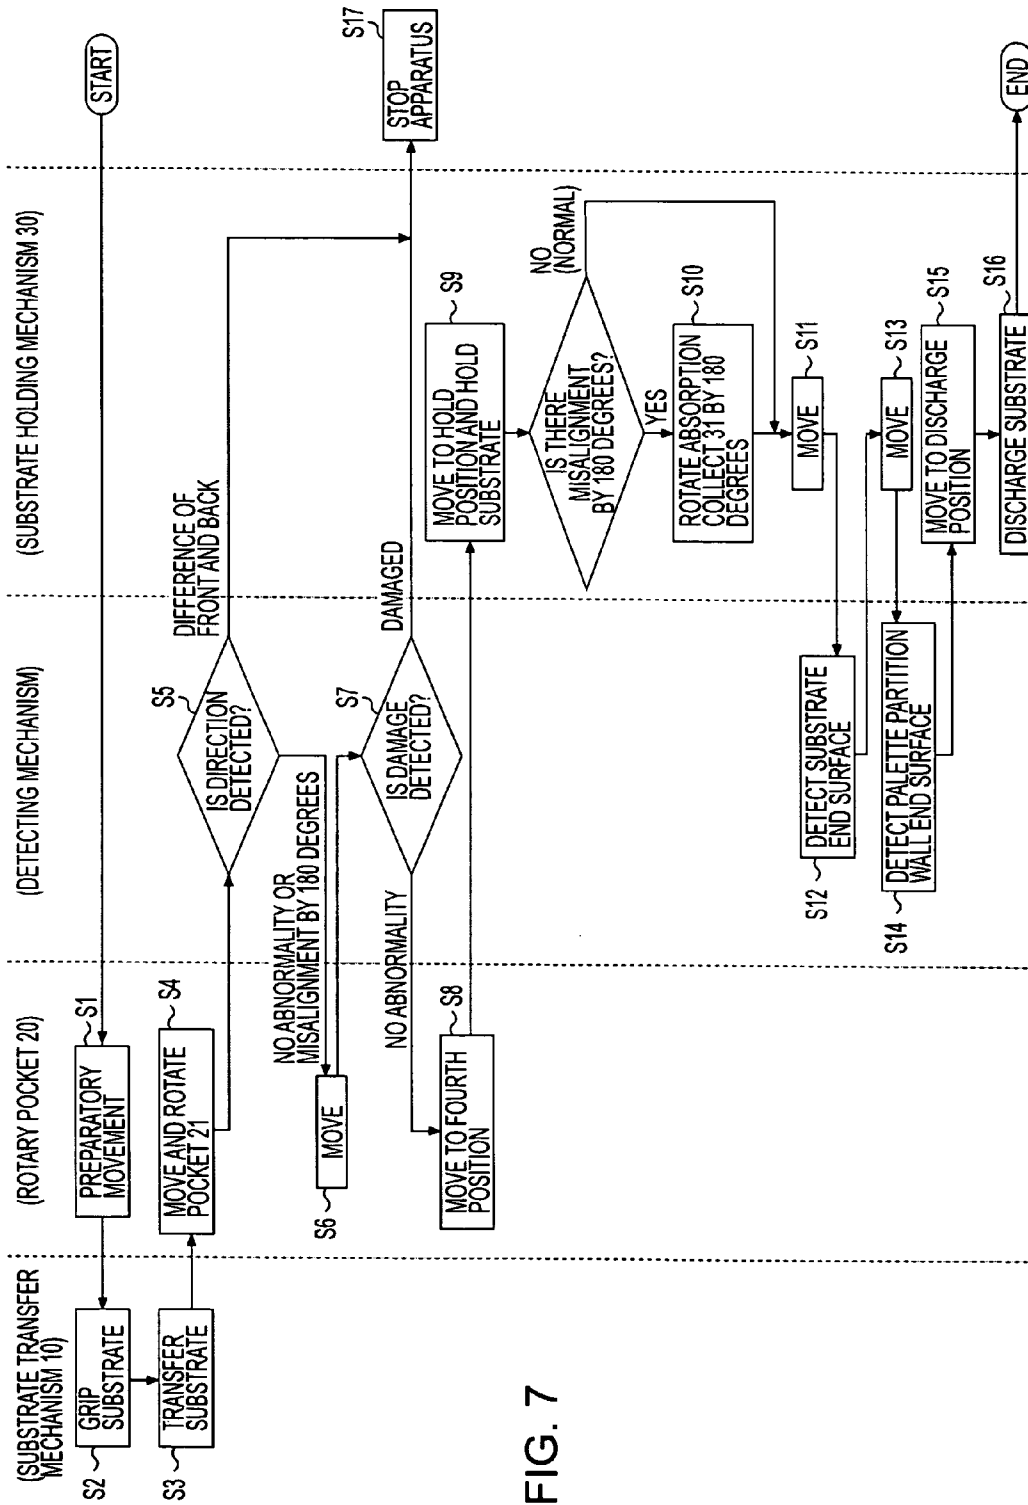 (SUBSTRATE TRANSFER
MECHANISM 10)
(ROTARY POCKET 20)
(DETECTING MECHANISM)
(SUBSTRATE HOLDING MECHANISM 30)
START
S1
PREPARATORY
MOVEMENT
S2
GRIP
SUBSTRATE
S3
TRANSFER
SUBSTRATE
S4
MOVE AND ROTATE
POCKET 21
S5
IS DIRECTION
DETECTED?
DIFFERENCE OF
FRONT AND BACK
S17
STOP
APPARATUS
NO ABNORMALITY OR
MISALIGNMENT BY 180 DEGREES
S6
MOVE
S7
IS DAMAGE
DETECTED?
DAMAGED
NO ABNORMALITY
S8
MOVE TO FOURTH
POSITION
S9
MOVE TO HOLD
POSITION AND HOLD
SUBSTRATE
IS THERE
MISALIGNMENT
BY 180 DEGREES?
NO
(NORMAL)
YES
S10
ROTATE ABSORPTION
COLLECT 31 BY 180
DEGREES
S11
MOVE
S12
DETECT SUBSTRATE
END SURFACE
S13
MOVE
S14
DETECT PALETTE PARTITION
WALL END SURFACE
S15
MOVE TO DISCHARGE
POSITION
S16
DISCHARGE SUBSTRATE
END
FIG. 7